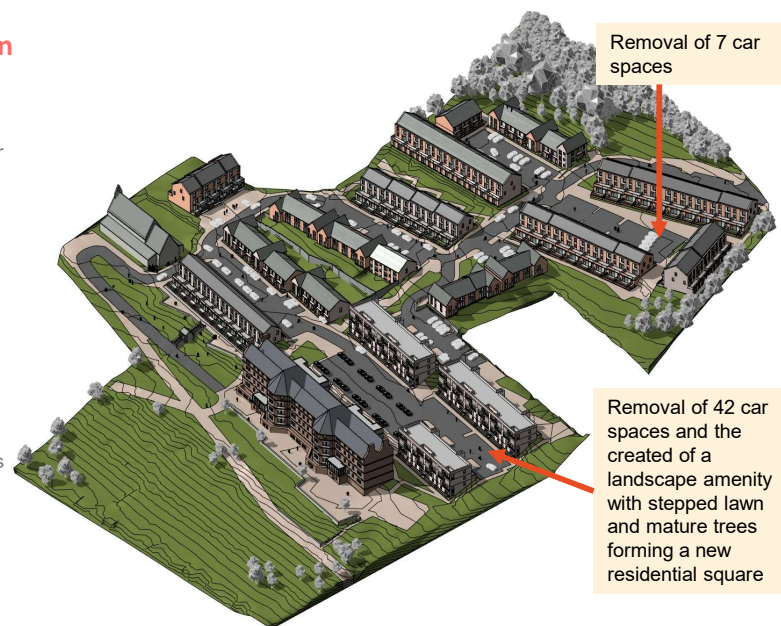 n
Removal of 7 car
spaces
r
s
Removal of 42 car
spaces and the
created of a
landscape amenity
with stepped lawn
and mature trees
forming a new
residential square